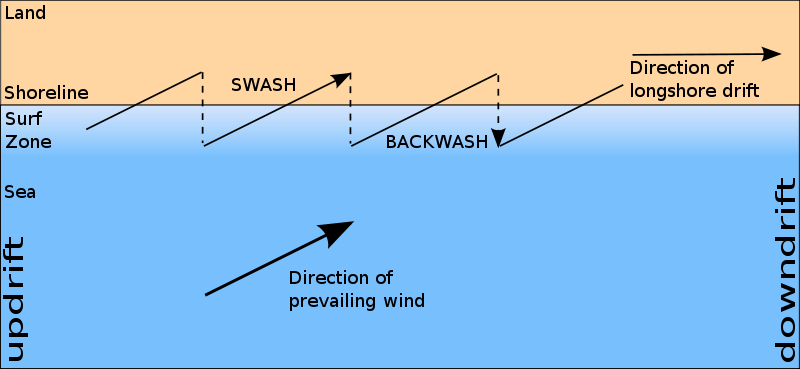 Land
Direction of
longshore drift
SWASH
Shoreline
Surf
Zone
BACKWASH
Sea
Direction of
prevailing wind
updrift
downdrift